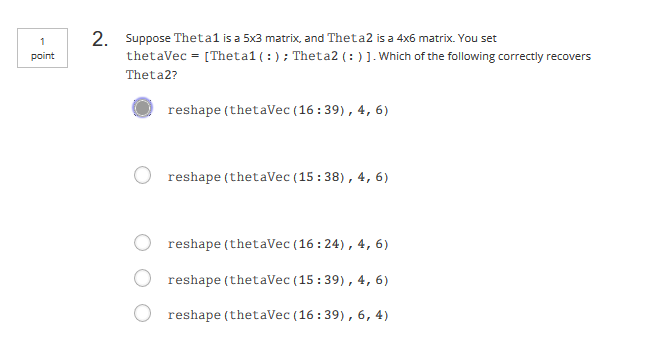 1
point
2.
Suppose Theta1 is a 5x3 matrix, and Theta2 is a 4x6 matrix. You set
thetaVec = [Theta1(:); Theta2(:)]. Which of the following correctly recovers
Theta2?
reshape(thetaVec(16:39), 4, 6)
reshape(thetaVec(15:38), 4, 6)
reshape(thetaVec(16:24), 4, 6)
reshape(thetaVec(15:39), 4, 6)
reshape(thetaVec(16:39), 6, 4)